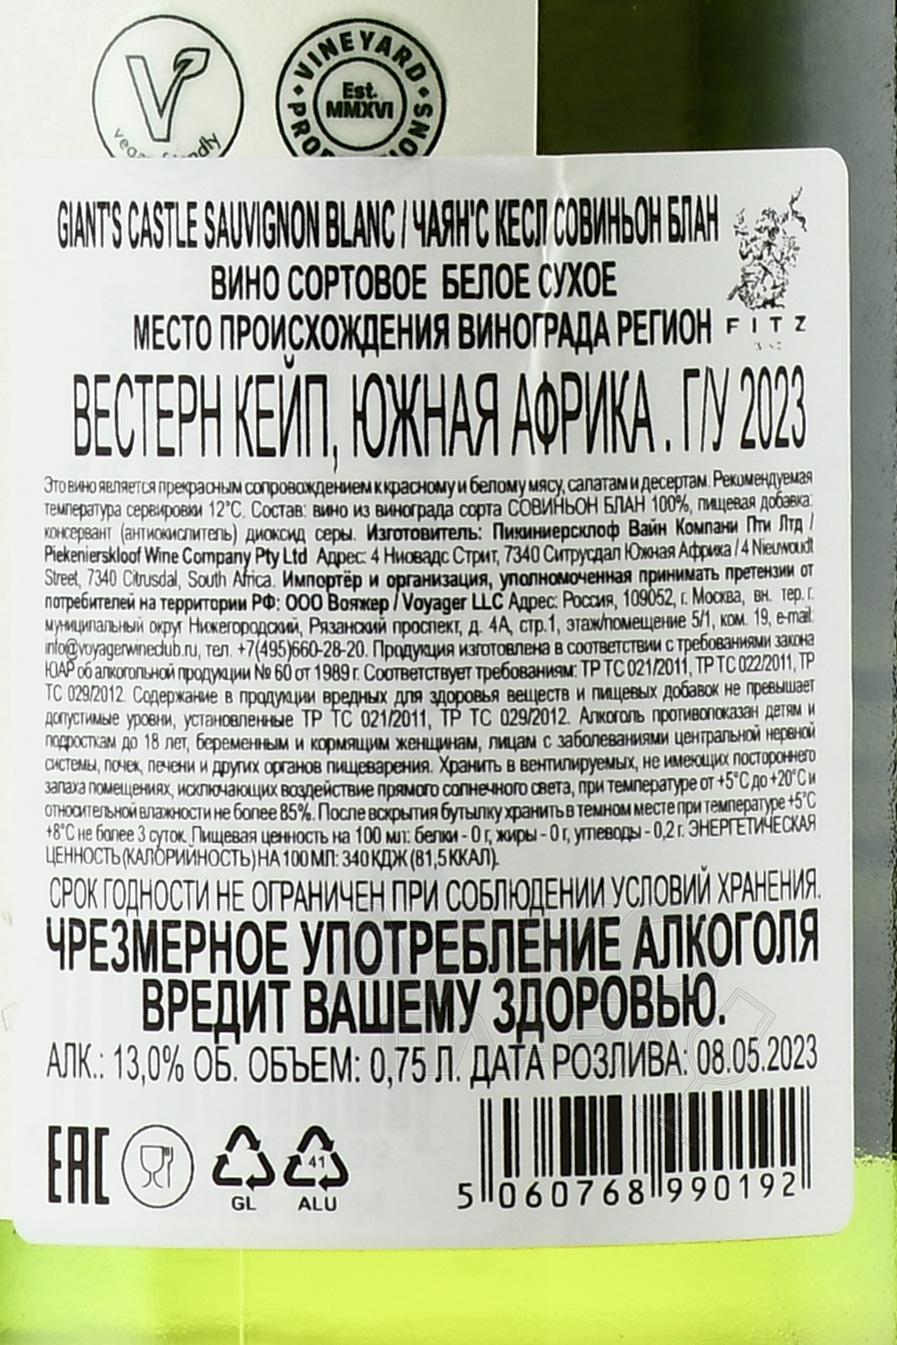 vegan friendly
VINEYARD PRODUCTIONS
Est.
MMXVI
GIANT'S CASTLE SAUVIGNON BLANC / ЧАЯН'С КЕСЛ СОВИНЬОН БЛАН
ВИНО СОРТОВОЕ БЕЛОЕ СУХОЕ
МЕСТО ПРОИСХОЖДЕНИЯ ВИНОГРАДА РЕГИОН
FITZ
ВЕСТЕРН КЕЙП, ЮЖНАЯ АФРИКА . Г/У 2023
Это вино является прекрасным сопровождением к красному и белому мясу, салатам и десертам. Рекомендуемая
температура сервировки 12°C. Состав: вино из винограда сорта СОВИНЬОН БЛАН 100%, пищевая добавка:
консервант (антиокислитель) диоксид серы. Изготовитель: Пикиниерсклоф Вайн Компани Пти Лтд /
Piekenierskloof Wine Company Pty Ltd Адрес: 4 Ниовадс Стрит, 7340 Ситрусдал Южная Африка / 4 Nieuwoudt
Street, 7340 Citrusdal, South Africa. Импортёр и организация, уполномоченная принимать претензии от
потребителей на территории РФ: ООО Вояжер / Voyager LLC Адрес: Россия, 109052, г. Москва, вн. тер. г.
муниципальный округ Нижегородский, Рязанский проспект, д. 4А, стр.1, этаж/помещение 5/1, ком. 19, e-mail:
info@voyagerwineclub.ru, тел. +7(495)660-28-20. Продукция изготовлена в соответствии с требованиями закона
ЮАР об алкогольной продукции № 60 от 1989 г. Соответствует требованиям: ТР ТС 021/2011, ТР ТС 022/2011, ТР
ТС 029/2012. Содержание в продукции вредных для здоровья веществ и пищевых добавок не превышает
допустимые уровни, установленные ТР ТС 021/2011, ТР ТС 029/2012. Алкоголь противопоказан детям и
подросткам до 18 лет, беременным и кормящим женщинам, лицам с заболеваниями центральной нервной
системы, почек, печени и других органов пищеварения. Хранить в вентилируемых, не имеющих постороннего
запаха помещениях, исключающих воздействие прямого солнечного света, при температуре от +5°С до +20°С и
относительной влажности не более 85%. После вскрытия бутылку хранить в темном месте при температуре +5°С
+8°С не более 3 суток. Пищевая ценность на 100 мл: белки - 0 г, жиры - 0 г, углеводы - 0,2 г. ЭНЕРГЕТИЧЕСКАЯ
ЦЕННОСТЬ (КАЛОРИЙНОСТЬ) НА 100 МЛ: 340 КДЖ (81,5 ККАЛ).
СРОК ГОДНОСТИ НЕ ОГРАНИЧЕН ПРИ СОБЛЮДЕНИИ УСЛОВИЙ ХРАНЕНИЯ.
ЧРЕЗМЕРНОЕ УПОТРЕБЛЕНИЕ АЛКОГОЛЯ
ВРЕДИТ ВАШЕМУ ЗДОРОВЬЮ.
АЛК.: 13,0% ОБ. ОБЪЕМ: 0,75 Л. ДАТА РОЗЛИВА: 08.05.2023
EAC
GL
41
ALU
5 060768 990192